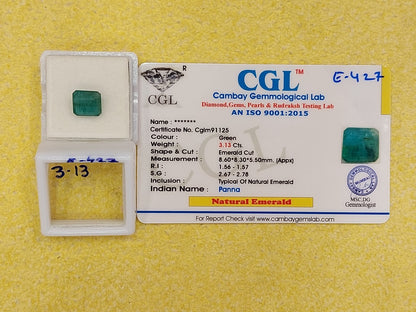 R
CGL
CGL™
Cambay Gemmological Lab
Diamond,Gems, Pearls & Rudraksh Testing Lab
AN ISO 9001:2015
E-427
Name : *******
Certificate No. Cglm91125
Color : Green
Weight : 3.13 Cts.
Shape & Cut : Emerald Cut
Measurement : 8.60*8.30*5.50mm. (Appx)
R.I : 1.56 - 1.57
S.G : 2.67 - 2.78
Inclusion : Typical Of Natural Emerald
Indian Name : Panna
Natural Emerald
MSC,DG
Gemmologist
For Report Check visit www.cambaygemslab.com
E-427
3.13